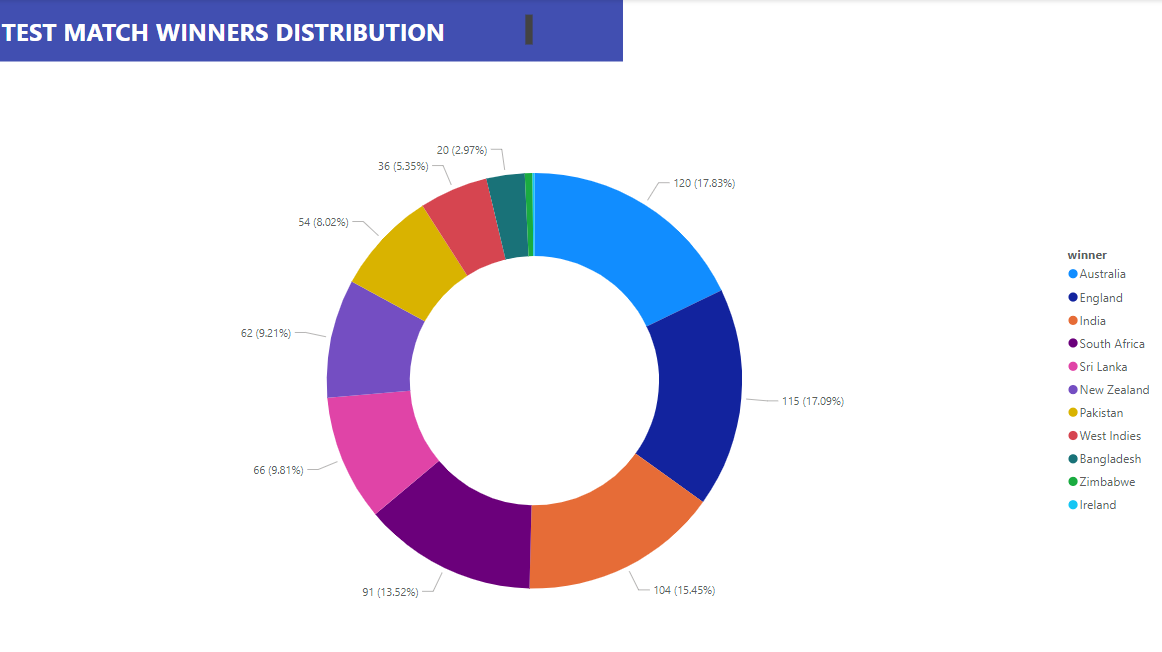 TEST MATCH WINNERS DISTRIBUTION
20 (2.97%)
36 (5.35%)
120 (17.83%)
54 (8.02%)
winner
Australia
England
India
62 (9.21%)
South Africa
Sri Lanka
New Zealand
115 (17.09%)
Pakistan
West Indies
Bangladesh
66 (9.81%)
Zimbabwe
Ireland
91 (13.52%)
104 (15.45%)